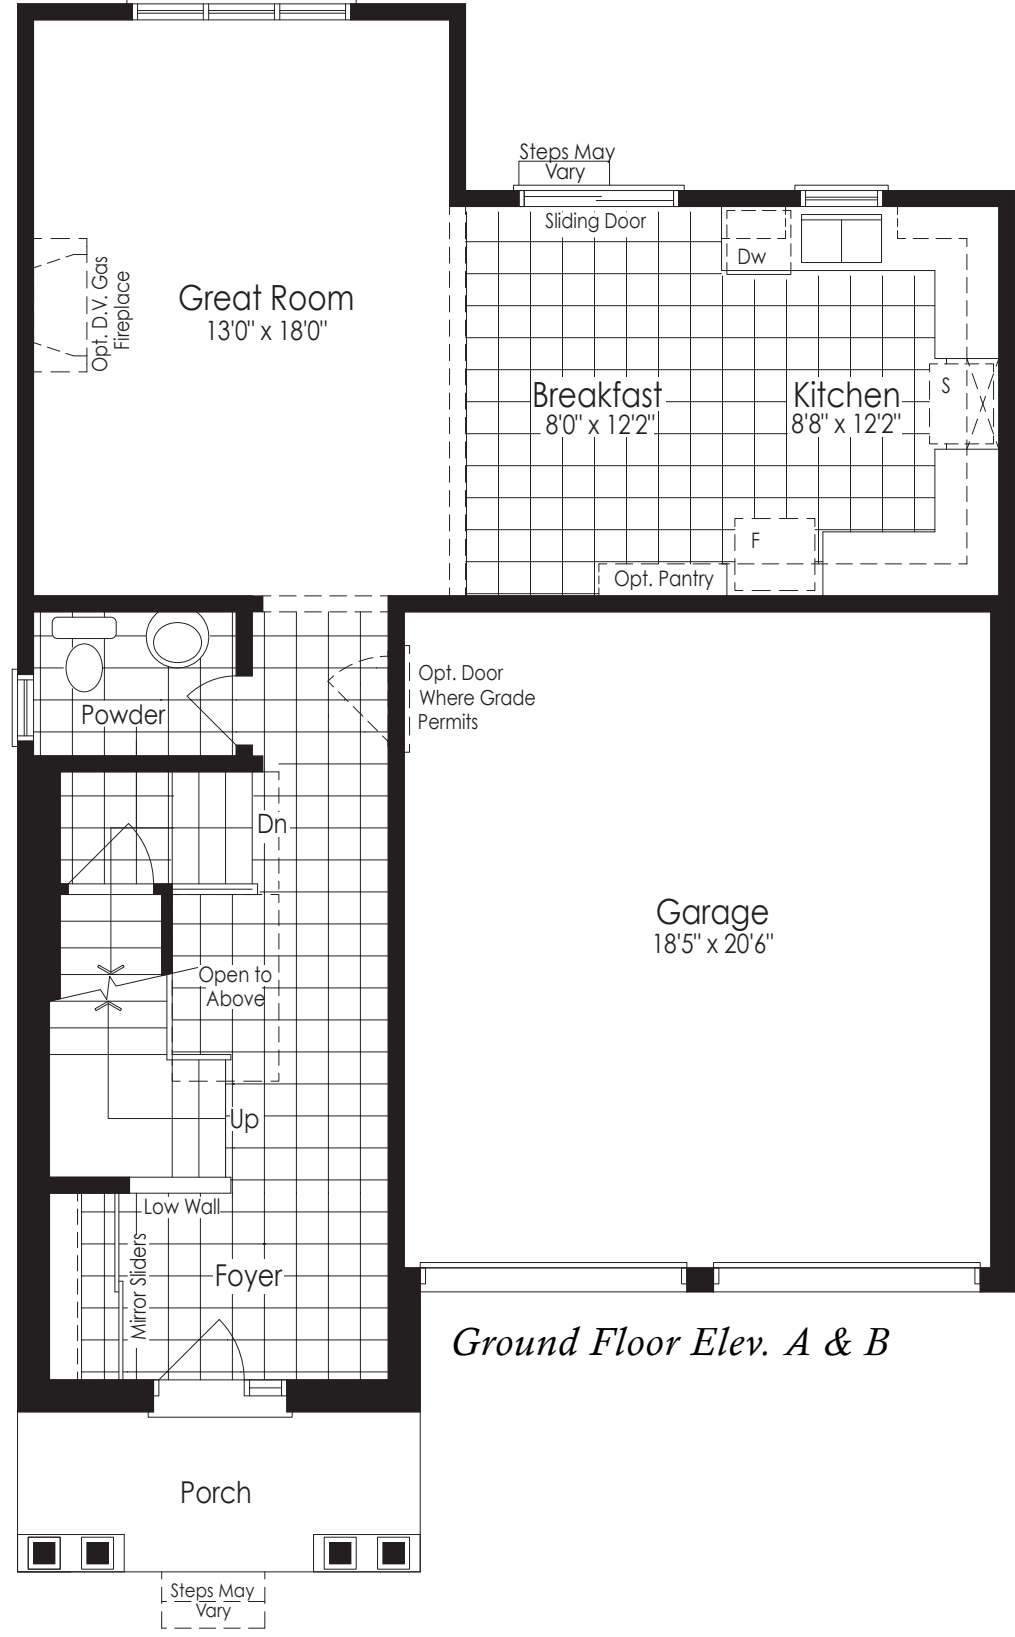 Steps May
Vary
Sliding Door
Dw
Opt. D.V. Gas
Fireplace
Great Room
13'0" x 18'0"
Breakfast
8'0" x 12'2"
Kitchen
8'8" x 12'2"
S
F
Opt. Pantry
Powder
Opt. Door
Where Grade
Permits
Dn
Garage
18'5" x 20'6"
Open to
Above
Up
Low Wall
Mirror Sliders
Foyer
Ground Floor Elev. A & B
Porch
Steps May
Vary